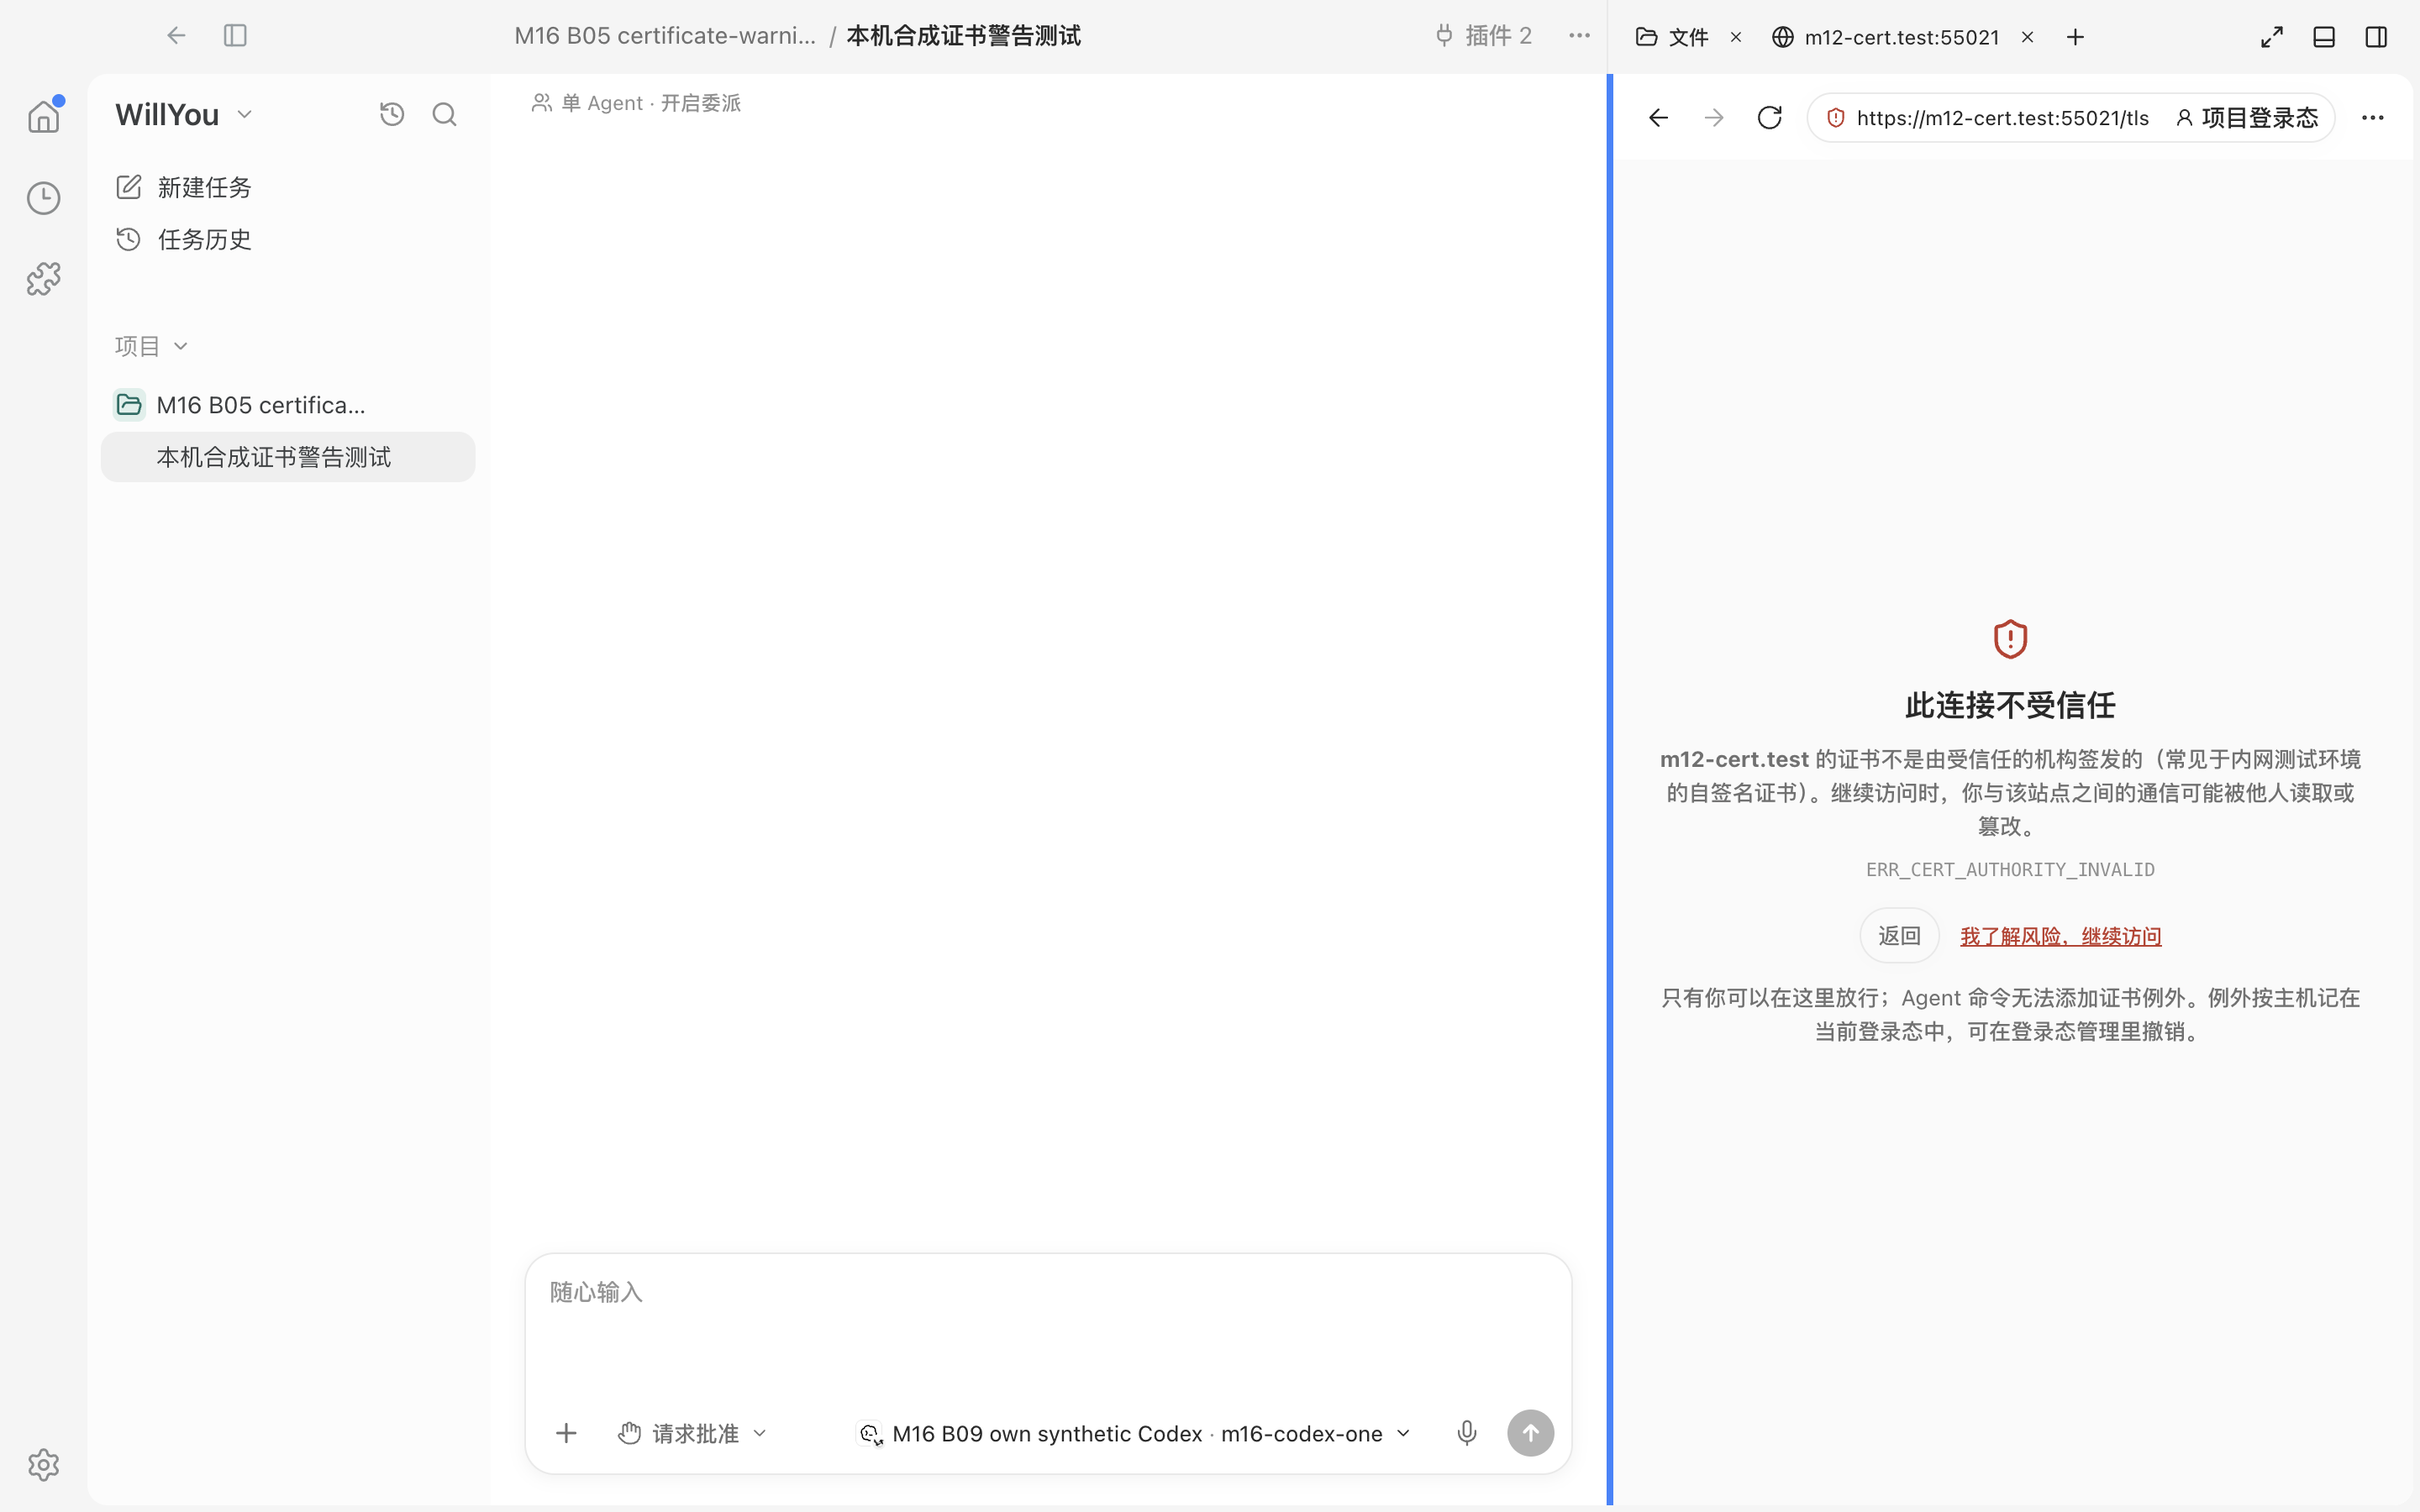 M16 B05 certificate-warni... / 本机合成证书警告测试
插件 2
文件
m12-cert.test:55021
WillYou
单 Agent · 开启委派
https://m12-cert.test:55021/tls
项目登录态
新建任务
任务历史
项目
M16 B05 certifica...
本机合成证书警告测试
此连接不受信任
m12-cert.test 的证书不是由受信任的机构签发的（常见于内网测试环境
的自签名证书）。继续访问时，你与该站点之间的通信可能被他人读取或
篡改。
ERR_CERT_AUTHORITY_INVALID
返回
我了解风险，继续访问
只有你可以在这里放行；Agent 命令无法添加证书例外。例外按主机记在
当前登录态中，可在登录态管理里撤销。
随心输入
请求批准
M16 B09 own synthetic Codex · m16-codex-one